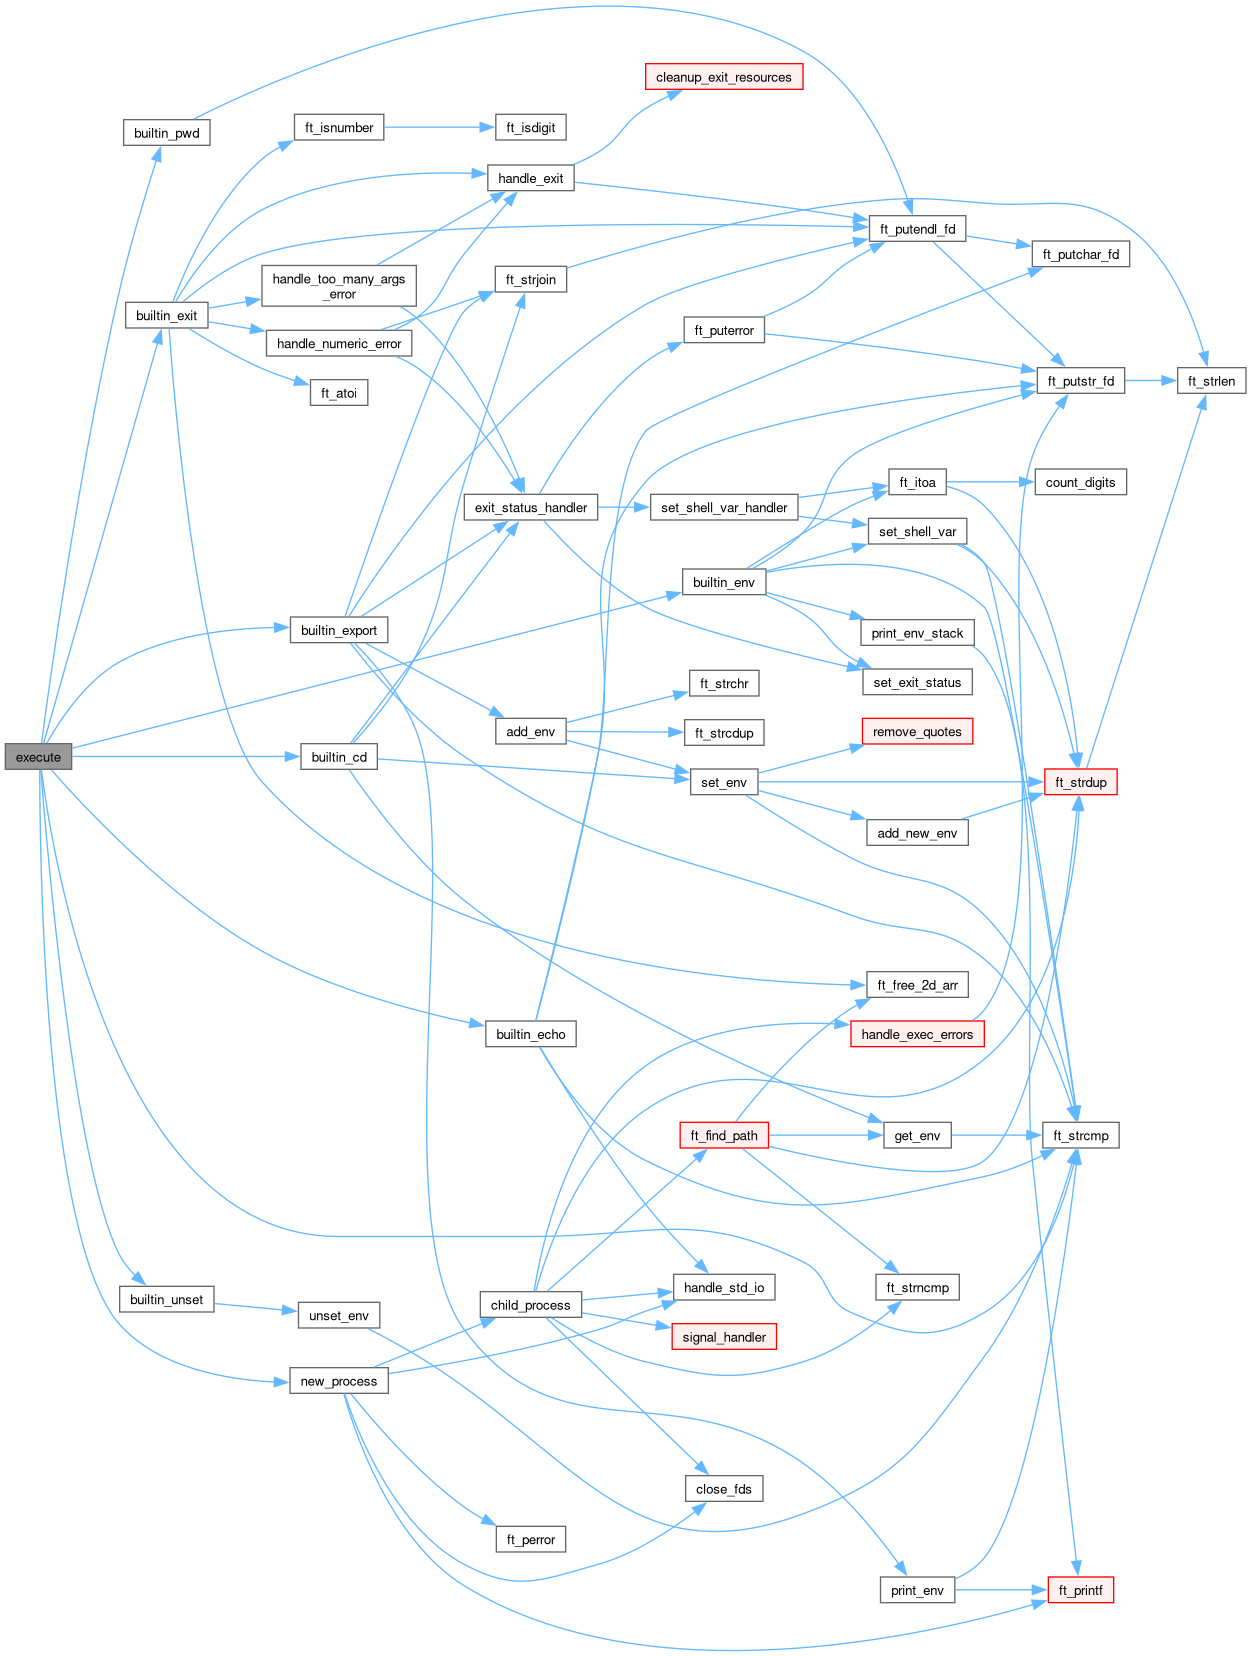 cleanup_exit_resources
builtin_pwd
ft_isnumber
ft_isdigit
handle_exit
ft_putendl_fd
ft_putchar_fd
handle_too_many_args
_error
ft_strjoin
builtin_exit
ft_puterror
handle_numeric_error
ft_putstr_fd
ft_strlen
ft_atoi
ft_itoa
count_digits
exit_status_handler
set_shell_var_handler
set_shell_var
builtin_env
builtin_export
print_env_stack
set_exit_status
ft_strchr
add_env
ft_strcdup
remove_quotes
execute
builtin_cd
set_env
ft_strdup
add_new_env
ft_free_2d_arr
builtin_echo
handle_exec_errors
ft_find_path
get_env
ft_strcmp
handle_std_io
ft_strncmp
builtin_unset
child_process
unset_env
signal_handler
new_process
close_fds
ft_perror
print_env
ft_printf